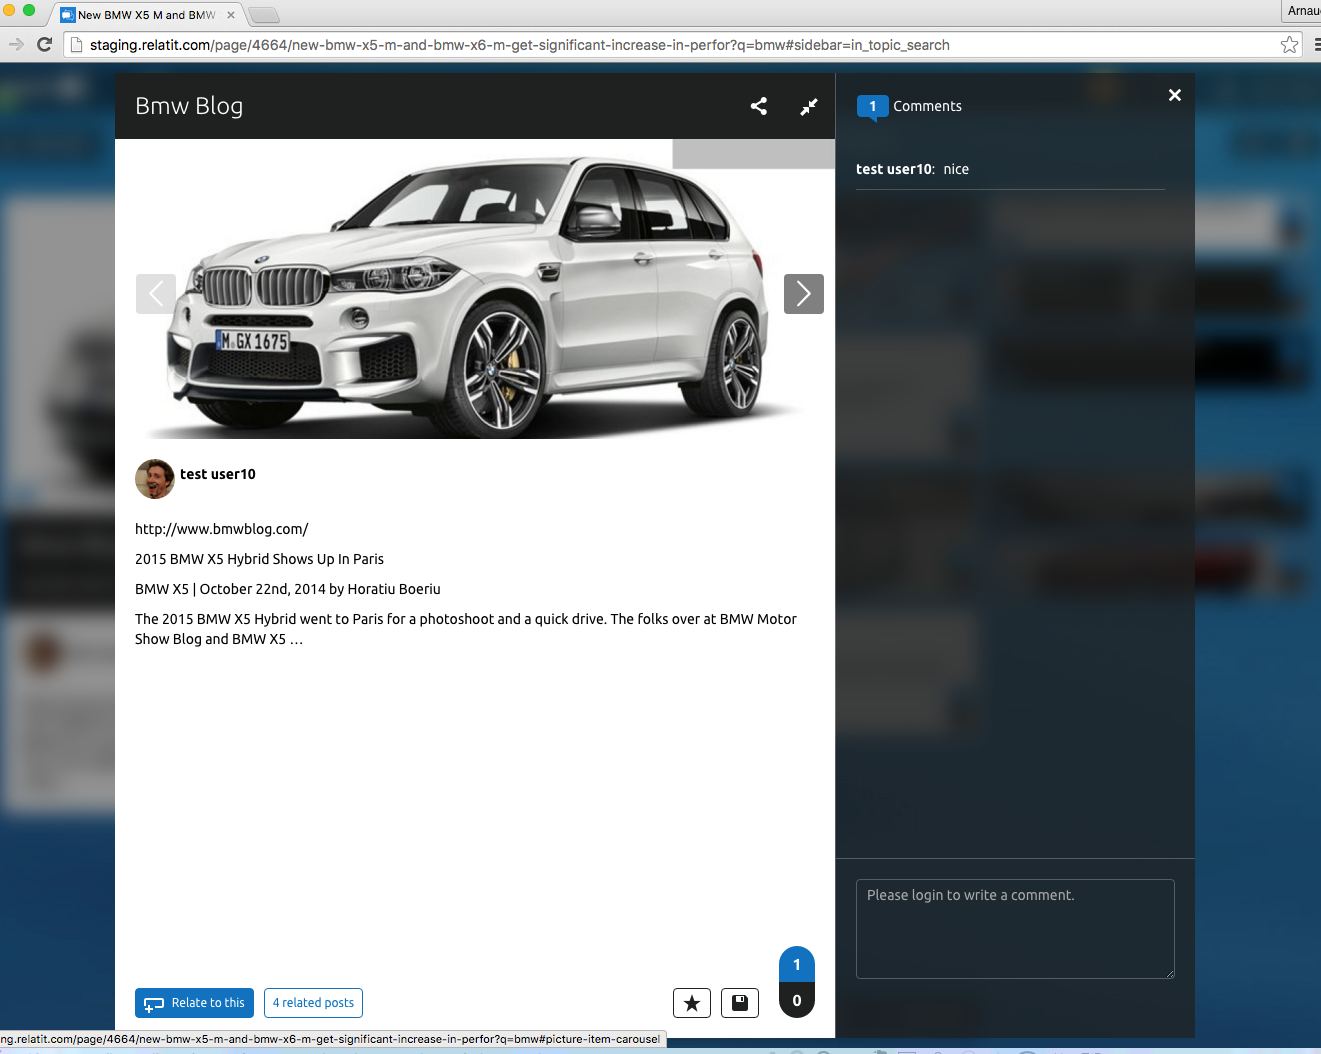 New BMW X5 M and BMW
Arnau
staging.relatit.com/page/4664/new-bmw-x5-m-and-bmw-x6-m-get-significant-increase-in-perfor?q=bmw#sidebar=in_topic_search
Bmw Blog
1 Comments
test user10: nice
M GX 1675
test user10
http://www.bmwblog.com/
2015 BMW X5 Hybrid Shows Up In Paris
BMW X5 | October 22nd, 2014 by Horatiu Boeriu
The 2015 BMW X5 Hybrid went to Paris for a photoshoot and a quick drive. The folks over at BMW Motor
Show Blog and BMW X5 …
Please login to write a comment.
1
Relate to this
4 related posts
0
ng.relatit.com/page/4664/new-bmw-x5-m-and-bmw-x6-m-get-significant-increase-in-perfor?q=bmw#picture-item-carousel